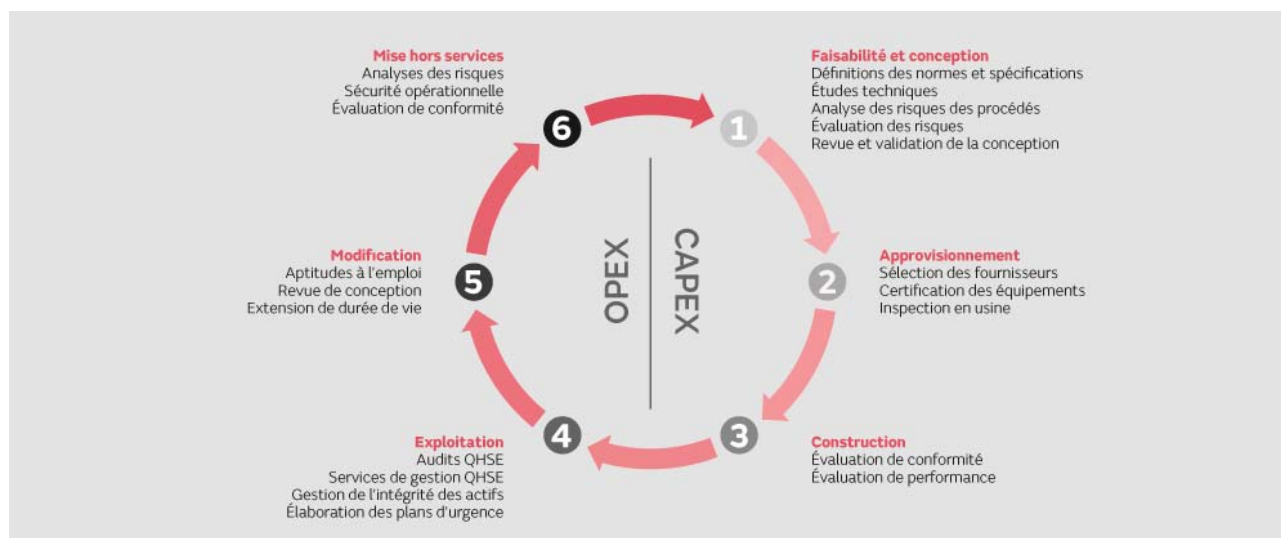 Mise hors services
Analyses des risques
Sécurité opérationnelle
Évaluation de conformité
6
1
Faisabilité et conception
Définitions des normes et spécifications
Études techniques
Analyse des risques des procédés
Évaluation des risques
Revue et validation de la conception
Modification
Aptitudes à l'emploi
Revue de conception
Extension de durée de vie
5
OPEX
CAPEX
2
Approvisionnement
Sélection des fournisseurs
Certification des équipements
Inspection en usine
Exploitation
Audits QHSE
Services de gestion QHSE
Gestion de l'intégrité des actifs
Élaboration des plans d'urgence
4
3
Construction
Évaluation de conformité
Évaluation de performance